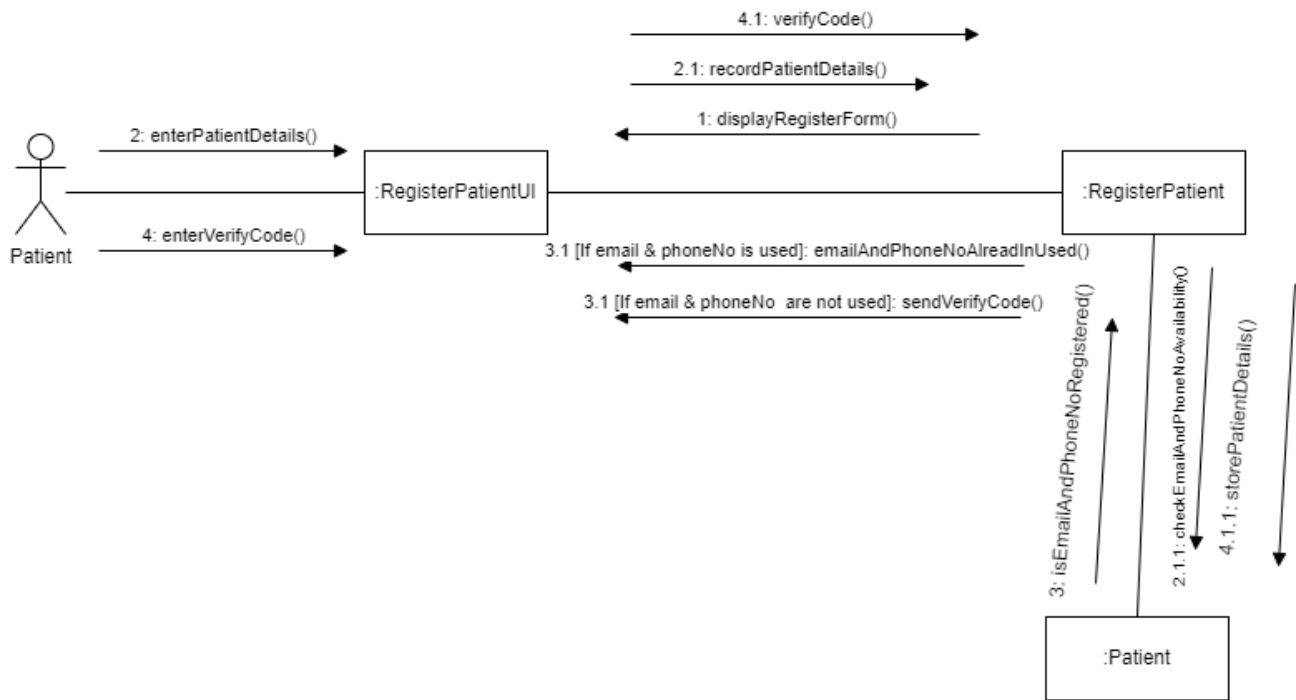 4.1: verifyCode()
2.1: recordPatientDetails()
1: displayRegisterForm()
2: enterPatientDetails()
:RegisterPatientUI
:RegisterPatient
4: enterVerifyCode()
Patient
3.1 [If email & phoneNo is used]: emailAndPhoneNoAlreadInUsed()
3.1 [If email & phoneNo  are not used]: sendVerifyCode()
3: isEmailAndPhoneNoRegistered()
2.1.1: checkEmailAndPhoneNoAvailability()
4.1.1: storePatientDetails()
:Patient